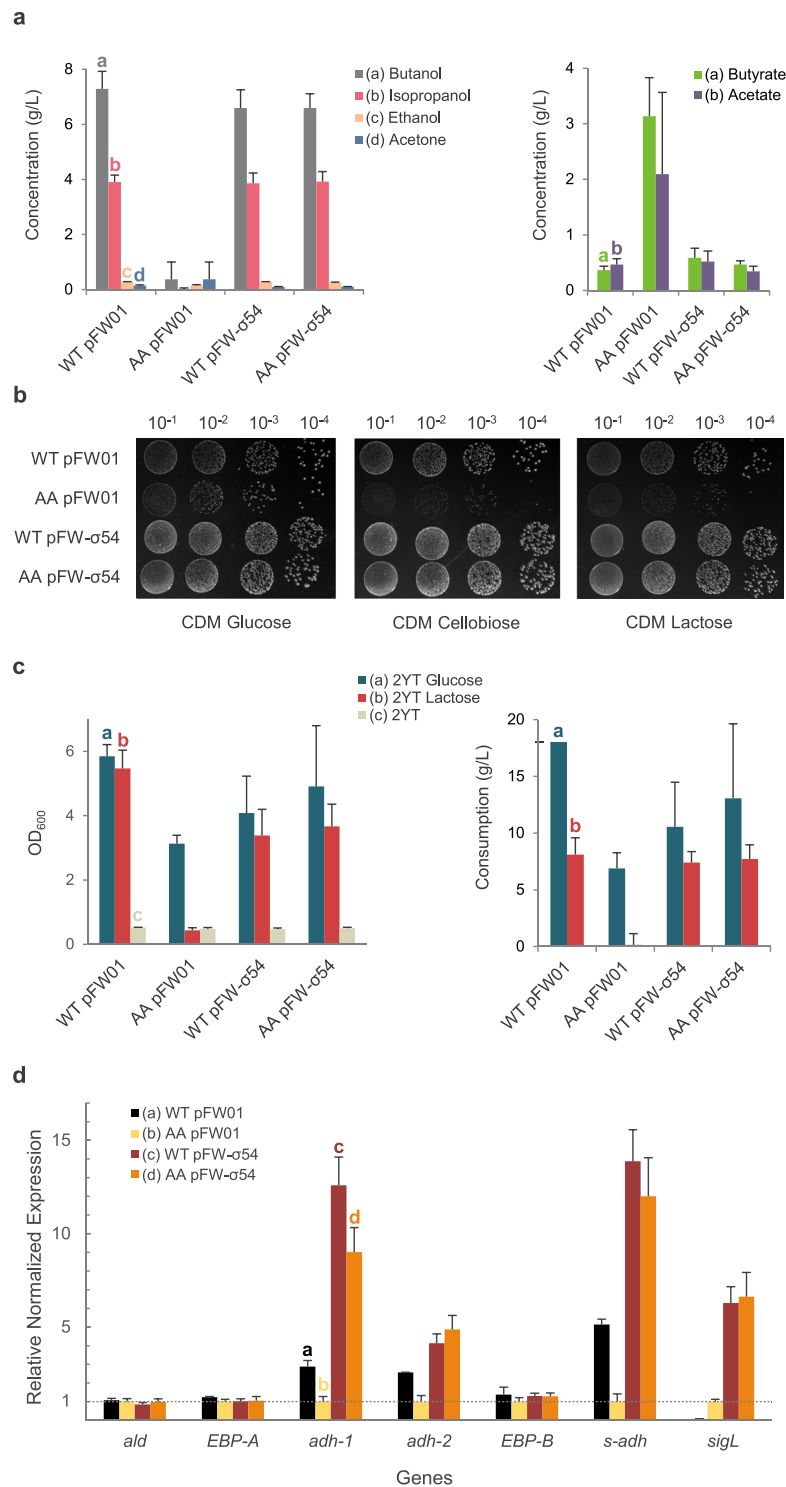 a
Concentration (g/L)
8
6
4
2
0
a
b
c
d
(a) Butanol
(b) Isopropanol
(c) Ethanol
(d) Acetone
WT pFW01
AA pFW01
WT pFW-σ54
AA pFW-σ54
Concentration (g/L)
4
3
2
1
0
a
b
(a) Butyrate
(b) Acetate
WT pFW01
AA pFW01
WT pFW-σ54
AA pFW-σ54
b
10-1 10-2 10-3 10-4 10-1 10-2 10-3 10-4 10-1 10-2 10-3 10-4
WT pFW01
AA pFW01
WT pFW-σ54
AA pFW-σ54
CDM Glucose CDM Cellobiose CDM Lactose
c
(a) 2YT Glucose
(b) 2YT Lactose
(c) 2YT
OD600
6
4
2
0
a
b
c
WT pFW01
AA pFW01
WT pFW-σ54
AA pFW-σ54
Consumption (g/L)
20
15
10
5
0
a
b
WT pFW01
AA pFW01
WT pFW-σ54
AA pFW-σ54
d
Relative Normalized Expression
15
10
5
1
(a) WT pFW01
(b) AA pFW01
(c) WT pFW-σ54
(d) AA pFW-σ54
a
b
c
d
ald EBP-A adh-1 adh-2 EBP-B s-adh sigL
Genes